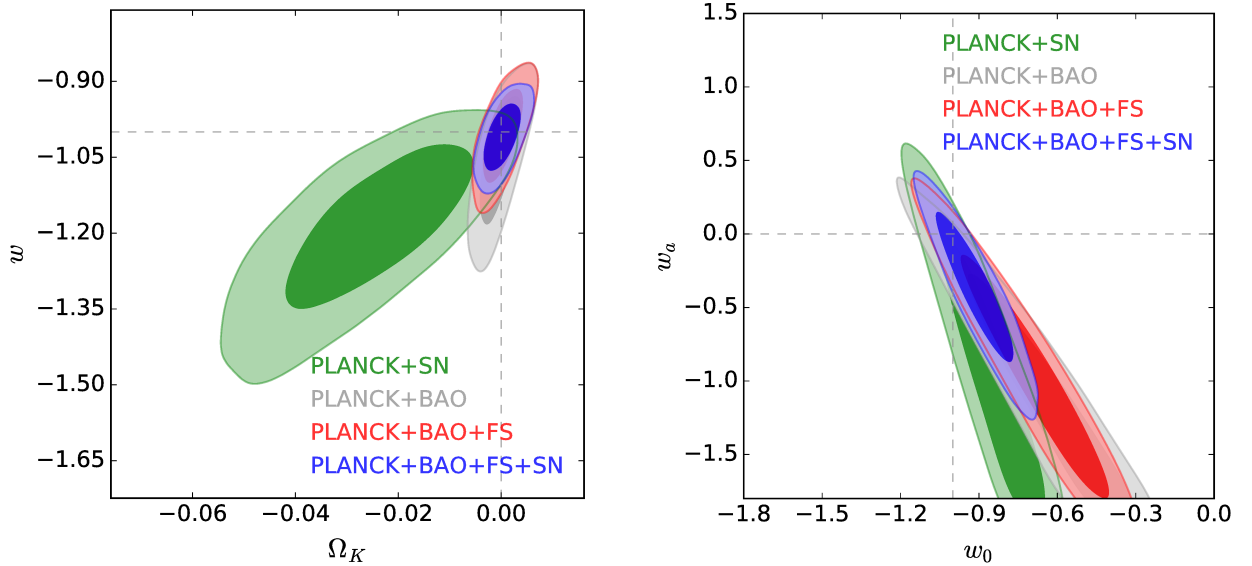 −0.90
−1.05
−1.20
−1.35
−1.50
−1.65
w
−0.06
−0.04
−0.02
0.00
Ω_K
PLANCK+SN
PLANCK+BAO
PLANCK+BAO+FS
PLANCK+BAO+FS+SN
1.5
1.0
0.5
0.0
−0.5
−1.0
−1.5
w_a
−1.8
−1.5
−1.2
−0.9
−0.6
−0.3
0.0
w_0
PLANCK+SN
PLANCK+BAO
PLANCK+BAO+FS
PLANCK+BAO+FS+SN